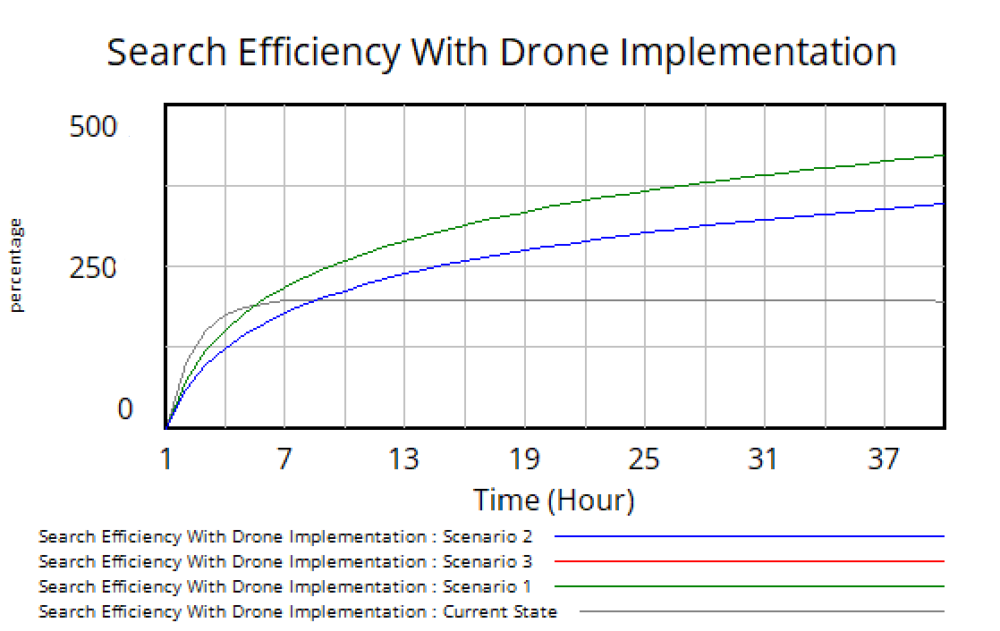 Search Efficiency With Drone Implementation
500
250
0
percentage
1 7 13 19 25 31 37
Time (Hour)
Search Efficiency With Drone Implementation : Scenario 2
Search Efficiency With Drone Implementation : Scenario 3
Search Efficiency With Drone Implementation : Scenario 1
Search Efficiency With Drone Implementation : Current State